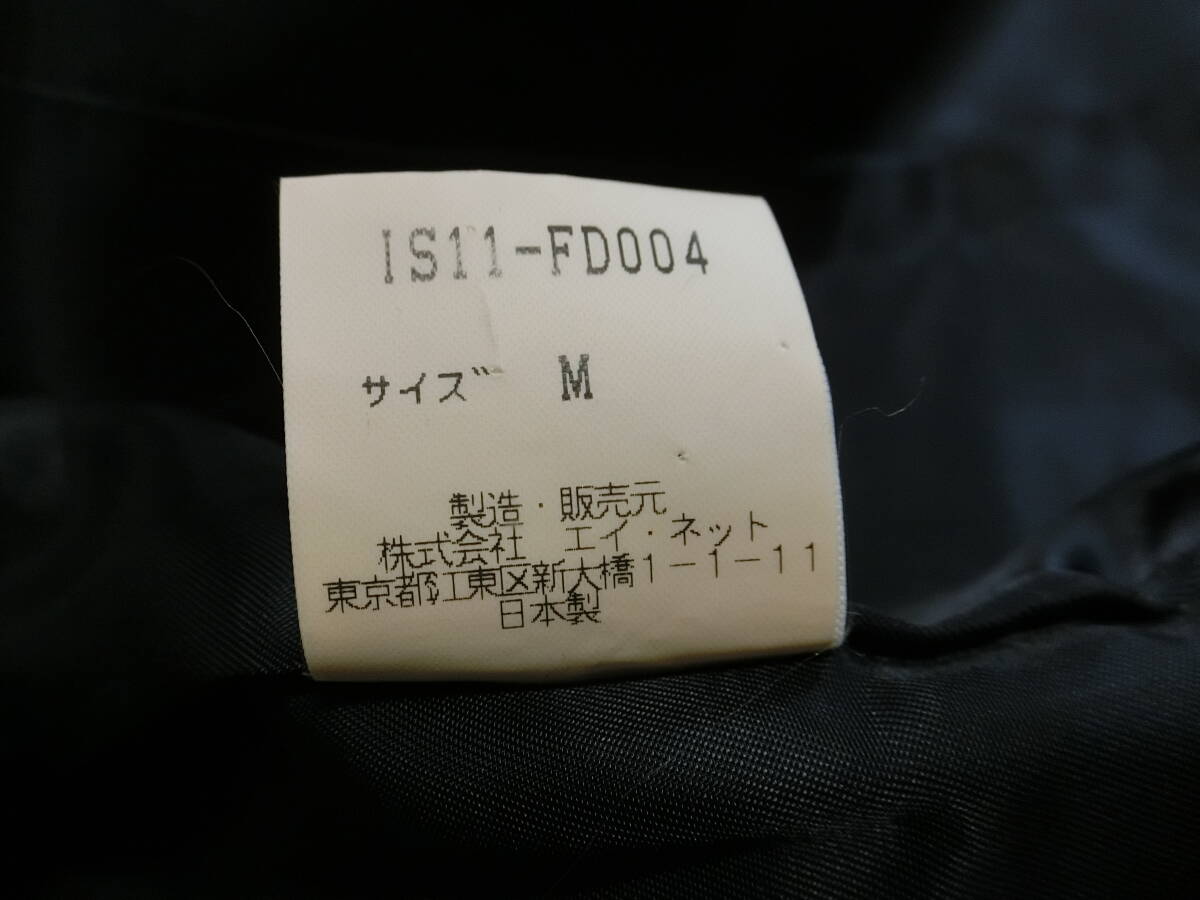 IS11-FD004
サイズ M
製造・販売元
株式会社 エイ・ネット
東京都江東区新大橋1-1-11
日本製